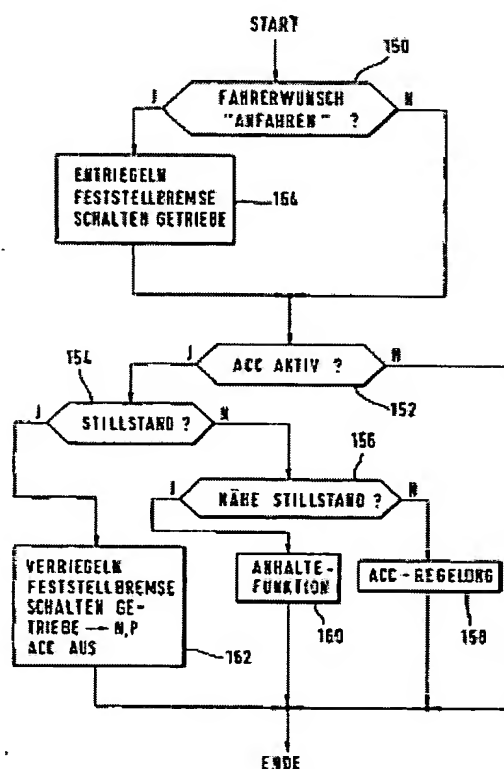 START
150
FAHRERWUNSCH
"ANFAHREN" ?
J
N
ENTRIEGELN
FESTSTELLBREMSE
SCHALTEN GETRIEBE
164
ACC AKTIV ?
J
N
152
154
STILLSTAND ?
J
N
156
NÄHE STILLSTAND ?
J
N
VERRIEGELN
FESTSTELLBREMSE
SCHALTEN GE-
TRIEBE → N,P
ACC AUS
162
ANHALTE-
FUNKTION
160
ACC-REGELUNG
158
ENDE